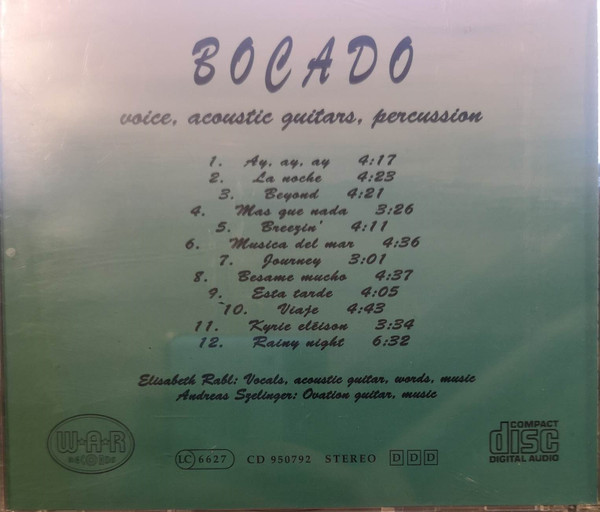 BOCADO
voice, acoustic guitars, percussion
1. Ay, ay, ay 4:17
2. La noche 4:23
3. Beyond 4:21
4. Mas que nada 3:26
5. Breezin' 4:11
6. Musica del mar 4:36
7. Journey 3:01
8. Besame mucho 4:37
9. Esta tarde 4:05
10. Viaje 4:43
11. Kyrie elëison 3:34
12. Rainy night 6:32
Elisabeth Rabl: Vocals, acoustic guitar, words, music
Andreas Szelinger: Ovation guitar, music
W·A·R
LC 6627 CD 950792 STEREO DDD
COMPACT
disc
DIGITAL AUDIO